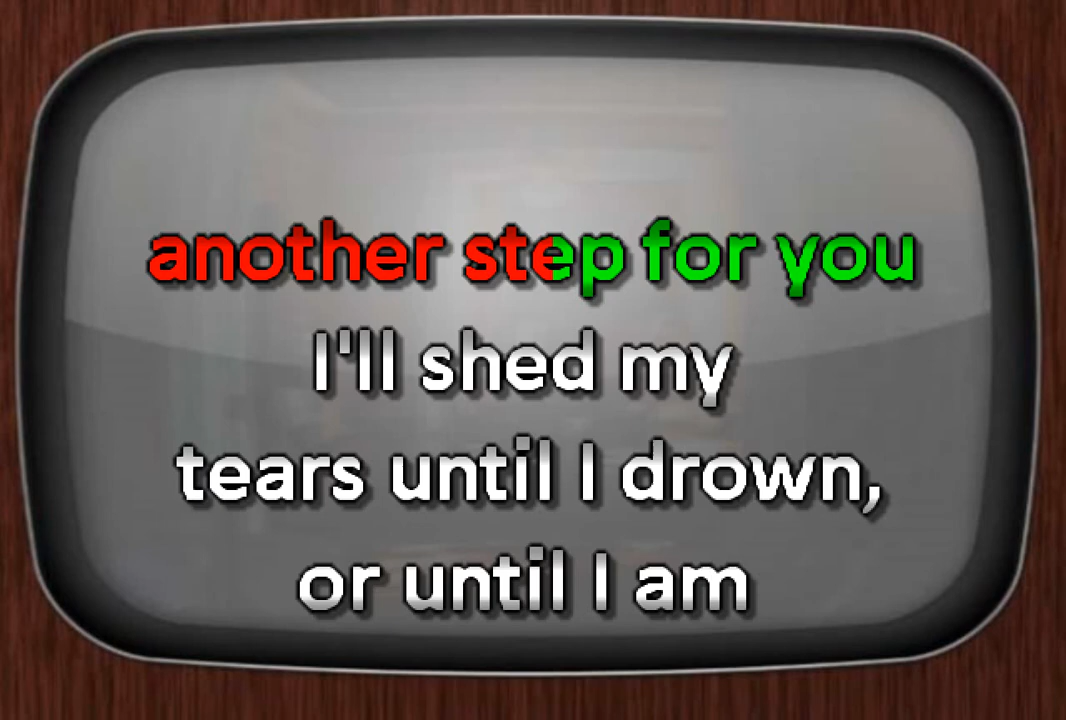 another step for you
I'll shed my
tears until I drown,
or until I am